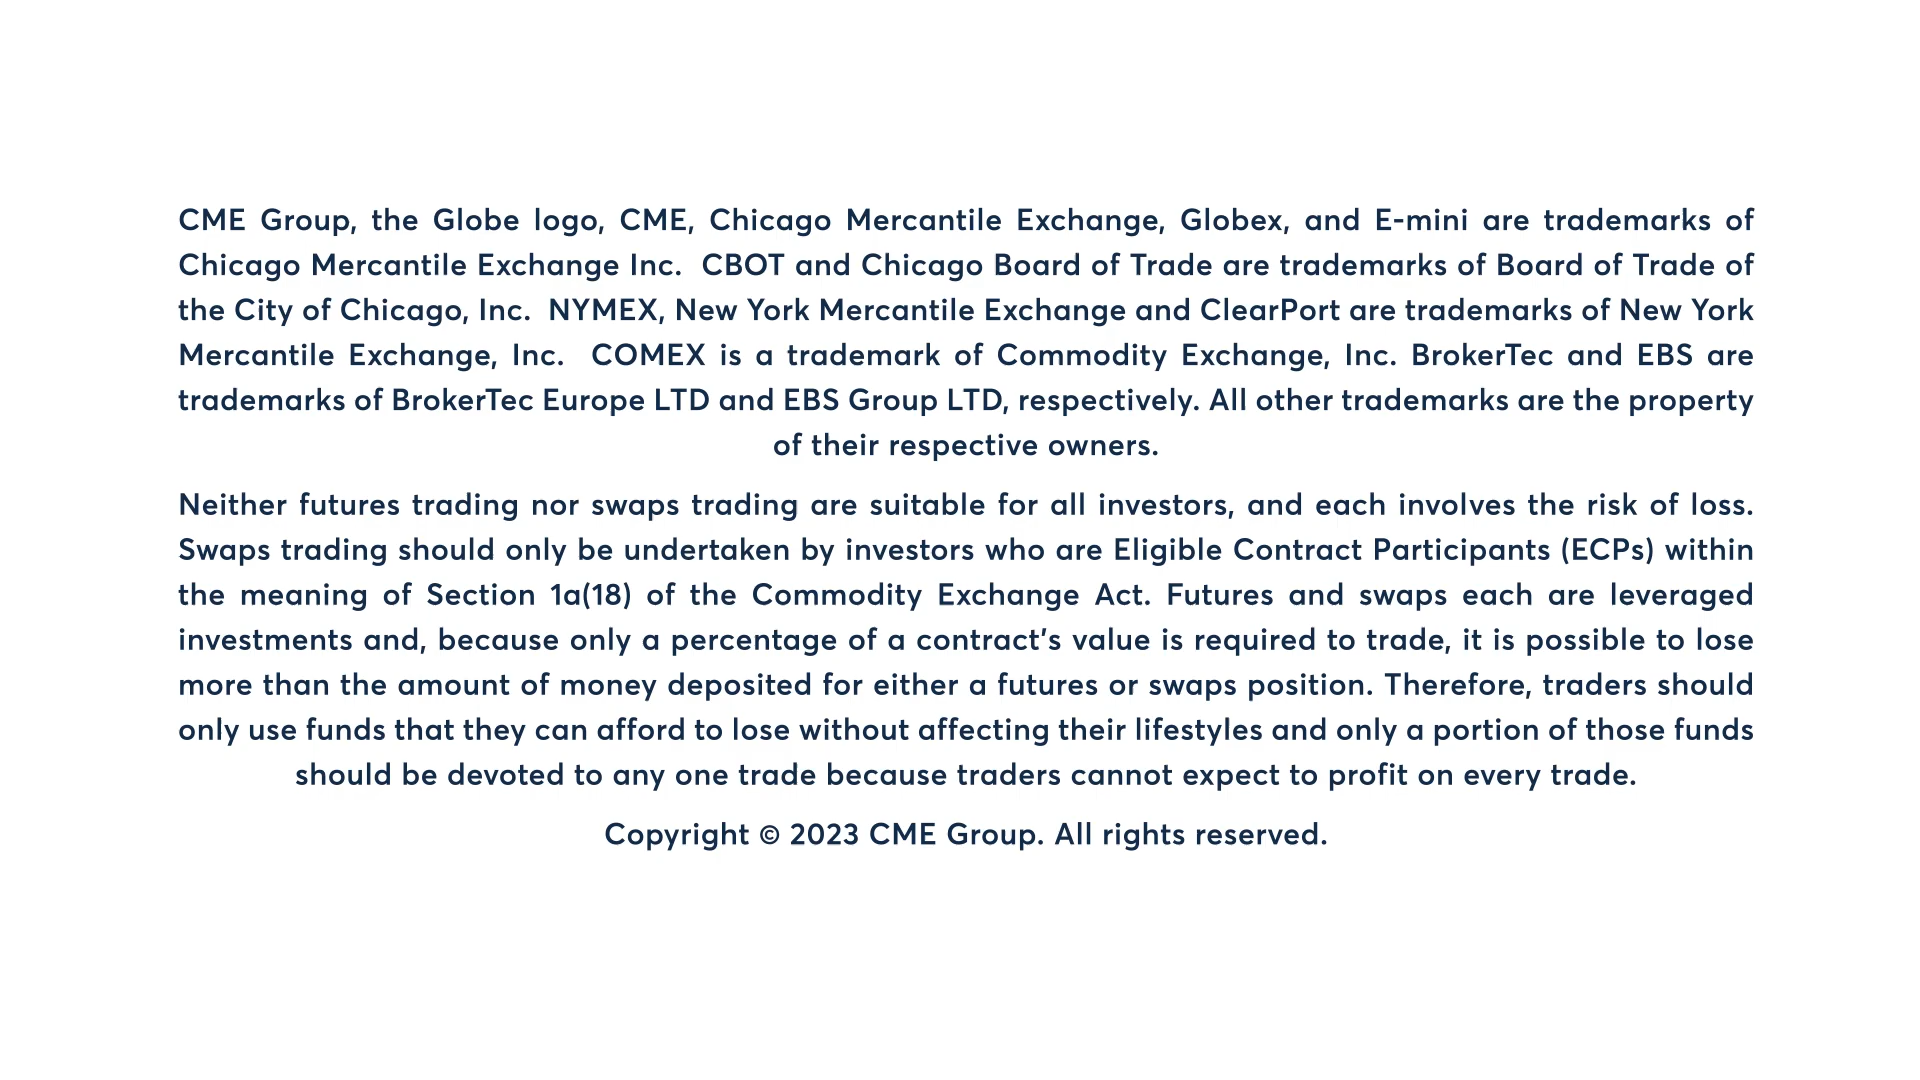 CME Group, the Globe logo, CME, Chicago Mercantile Exchange, Globex, and E-mini are trademarks of
Chicago Mercantile Exchange Inc.  CBOT and Chicago Board of Trade are trademarks of Board of Trade of
the City of Chicago, Inc.  NYMEX, New York Mercantile Exchange and ClearPort are trademarks of New York
Mercantile Exchange, Inc.  COMEX is a trademark of Commodity Exchange, Inc. BrokerTec and EBS are
trademarks of BrokerTec Europe LTD and EBS Group LTD, respectively. All other trademarks are the property
of their respective owners.
Neither futures trading nor swaps trading are suitable for all investors, and each involves the risk of loss.
Swaps trading should only be undertaken by investors who are Eligible Contract Participants (ECPs) within
the meaning of Section 1a(18) of the Commodity Exchange Act. Futures and swaps each are leveraged
investments and, because only a percentage of a contract's value is required to trade, it is possible to lose
more than the amount of money deposited for either a futures or swaps position. Therefore, traders should
only use funds that they can afford to lose without affecting their lifestyles and only a portion of those funds
should be devoted to any one trade because traders cannot expect to profit on every trade.
Copyright © 2023 CME Group. All rights reserved.